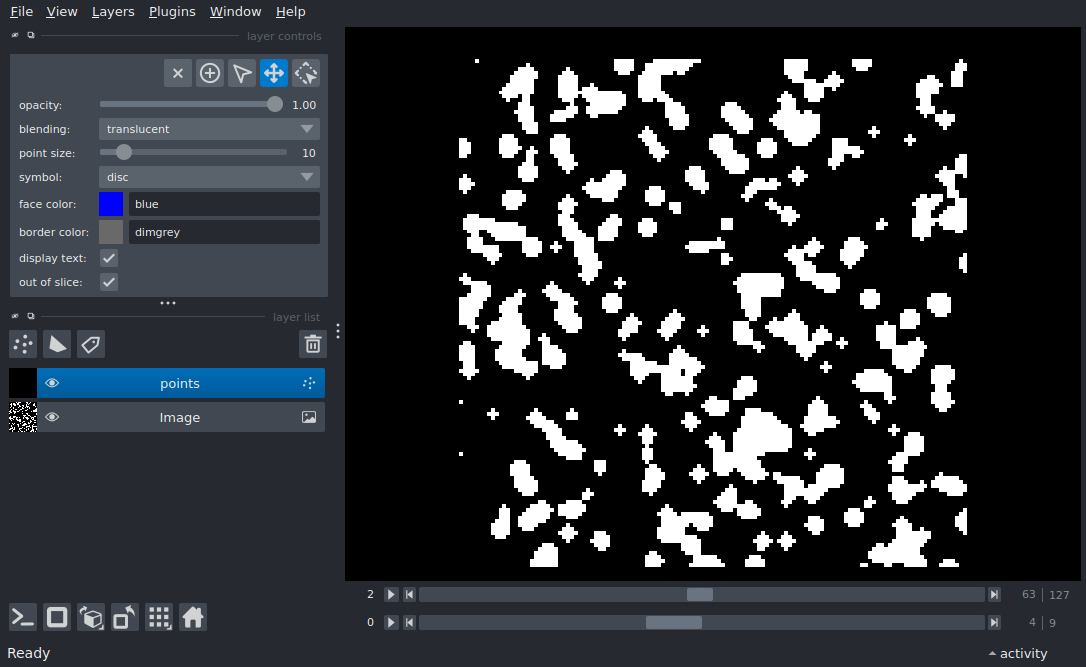 File View Layers Plugins Window Help
layer controls
opacity: 1.00
blending: translucent
point size: 10
symbol: disc
face color: blue
border color: dimgrey
display text:
out of slice:
layer list
points
Image
2 63 127
0 4 9
Ready activity